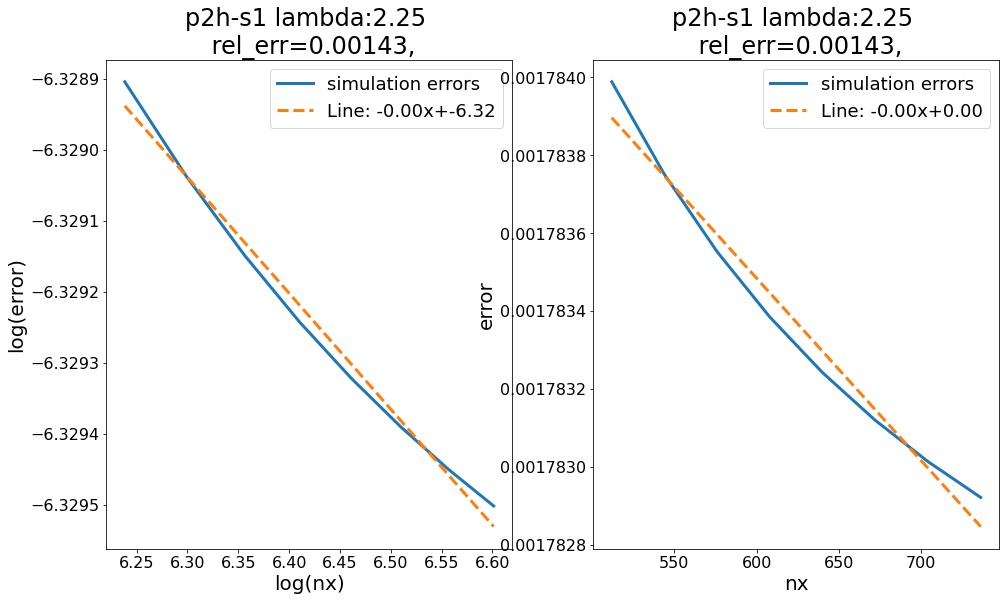 p2h-s1 lambda:2.25
rel_err=0.00143,
simulation errors
Line: -0.00x+-6.32
−6.3289
−6.3290
−6.3291
−6.3292
−6.3293
−6.3294
−6.3295
log(error)
6.25
6.30
6.35
6.40
6.45
6.50
6.55
6.60
log(nx)
p2h-s1 lambda:2.25
rel_err=0.00143,
simulation errors
Line: -0.00x+0.00
0.0017840
0.0017838
0.0017836
0.0017834
0.0017832
0.0017830
0.0017828
error
550
600
650
700
nx